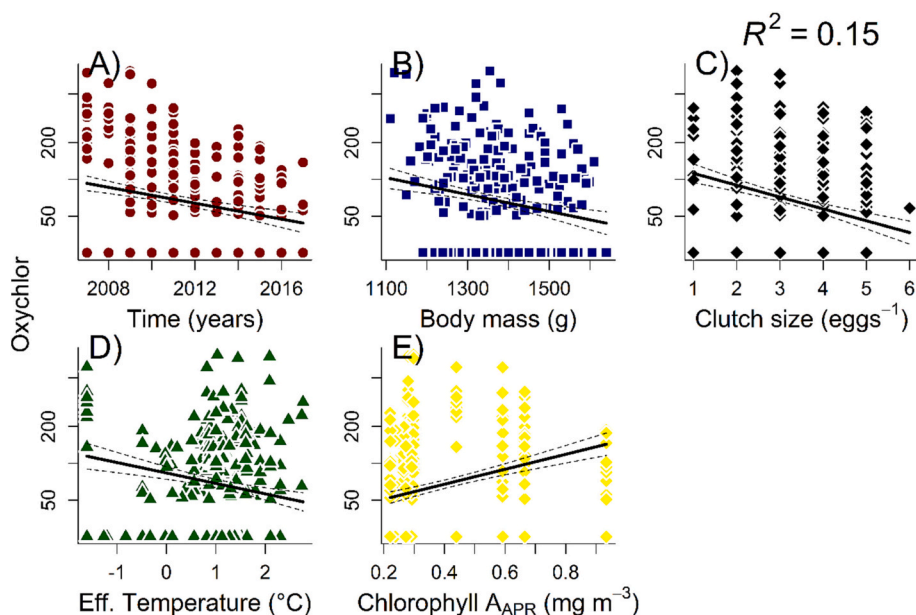 R² = 0.15
A)
B)
C)
200
50
200
50
200
50
2008 2012 2016
1100 1300 1500
1 2 3 4 5 6
Time (years)
Body mass (g)
Clutch size (eggs⁻¹)
Oxychlor
D)
E)
200
50
200
50
-1 0 1 2
0.2 0.4 0.6 0.8
Eff. Temperature (°C)
Chlorophyll A_APR (mg m⁻³)